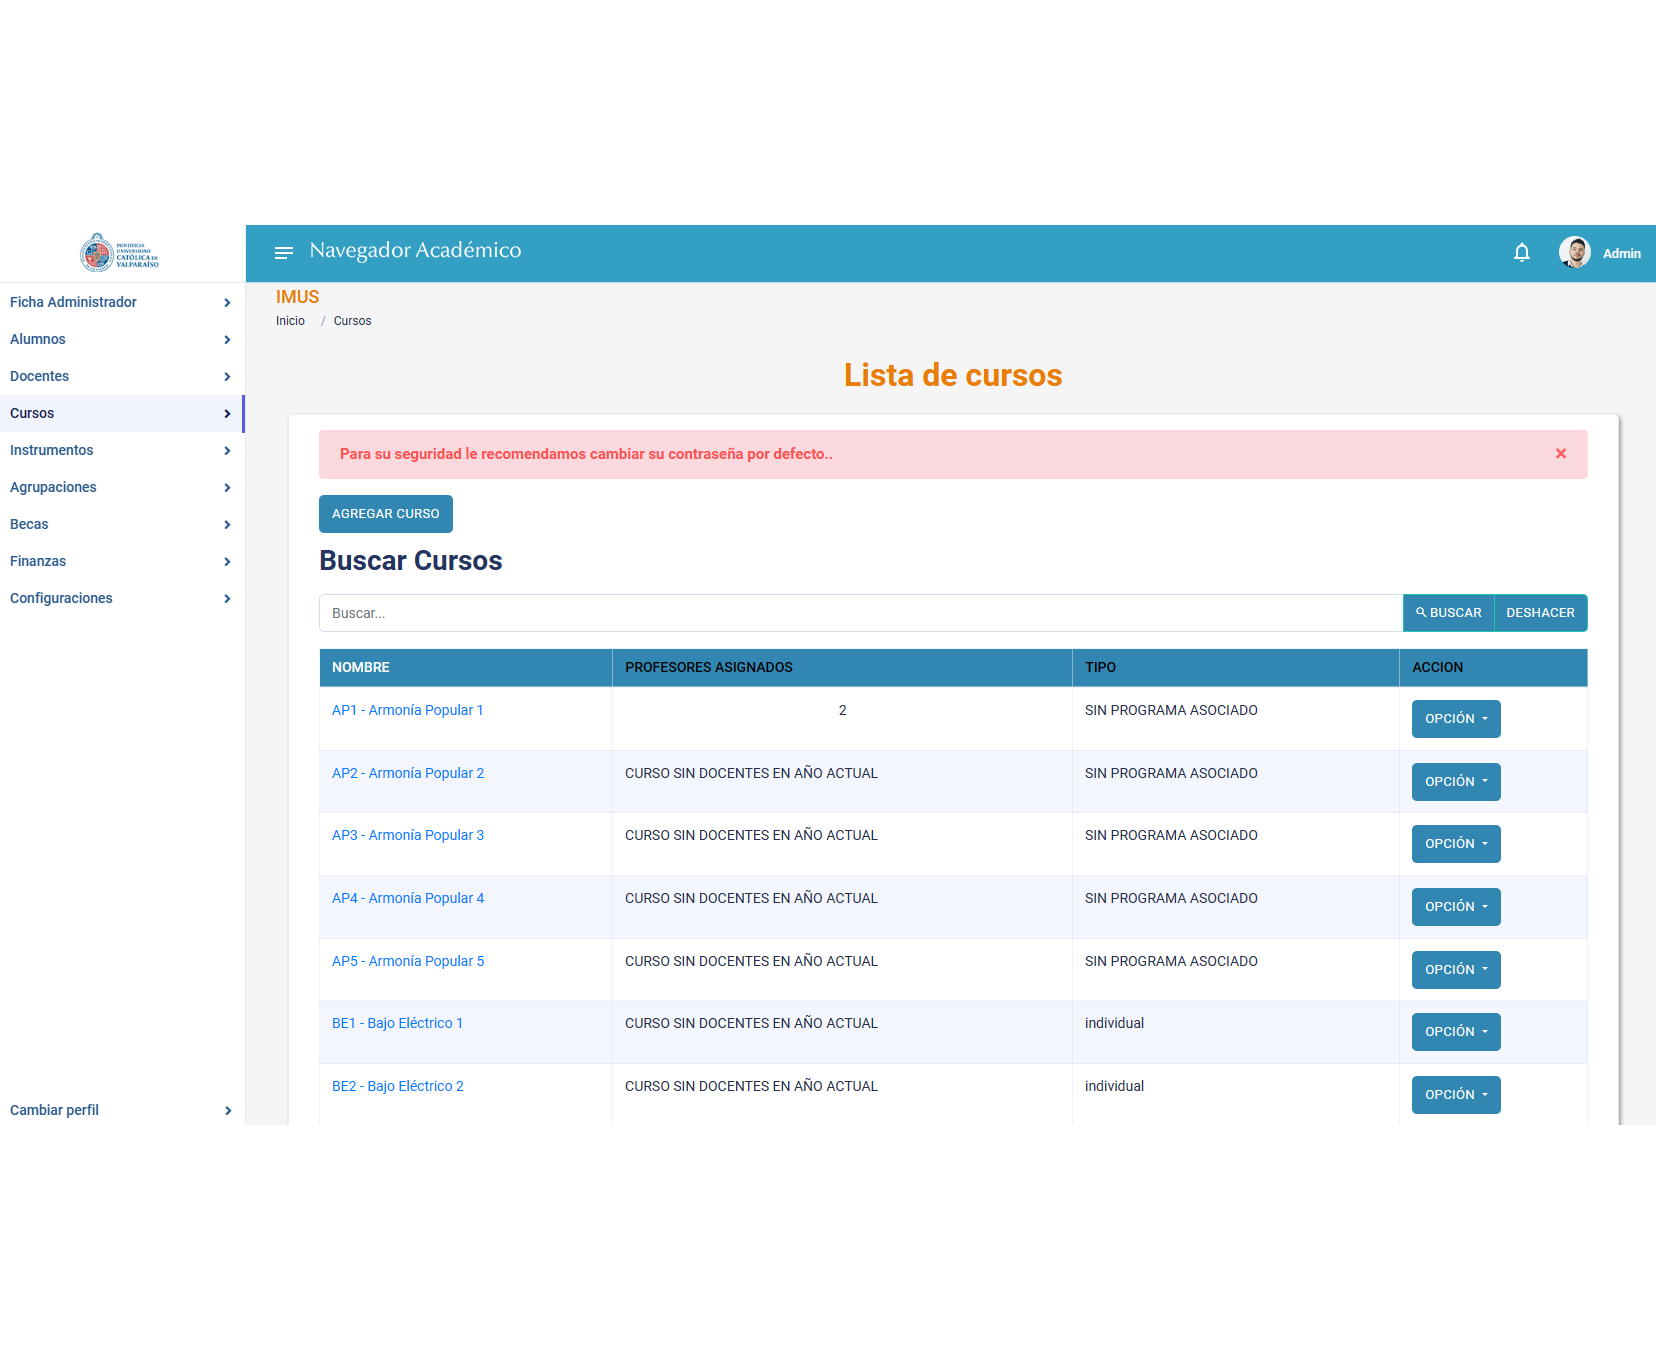 PONTIFICIA
UNIVERSIDAD
CATÓLICA DE
VALPARAÍSO
Navegador Académico
Admin
Ficha Administrador
Alumnos
Docentes
Cursos
Instrumentos
Agrupaciones
Becas
Finanzas
Configuraciones
Cambiar perfil
IMUS
Inicio / Cursos
Lista de cursos
Para su seguridad le recomendamos cambiar su contraseña por defecto.. ×
AGREGAR CURSO
Buscar Cursos
Buscar... BUSCAR DESHACER
NOMBRE PROFESORES ASIGNADOS TIPO ACCION
AP1 - Armonía Popular 1 2 SIN PROGRAMA ASOCIADO OPCIÓN
AP2 - Armonía Popular 2 CURSO SIN DOCENTES EN AÑO ACTUAL SIN PROGRAMA ASOCIADO OPCIÓN
AP3 - Armonía Popular 3 CURSO SIN DOCENTES EN AÑO ACTUAL SIN PROGRAMA ASOCIADO OPCIÓN
AP4 - Armonía Popular 4 CURSO SIN DOCENTES EN AÑO ACTUAL SIN PROGRAMA ASOCIADO OPCIÓN
AP5 - Armonía Popular 5 CURSO SIN DOCENTES EN AÑO ACTUAL SIN PROGRAMA ASOCIADO OPCIÓN
BE1 - Bajo Eléctrico 1 CURSO SIN DOCENTES EN AÑO ACTUAL individual OPCIÓN
BE2 - Bajo Eléctrico 2 CURSO SIN DOCENTES EN AÑO ACTUAL individual OPCIÓN